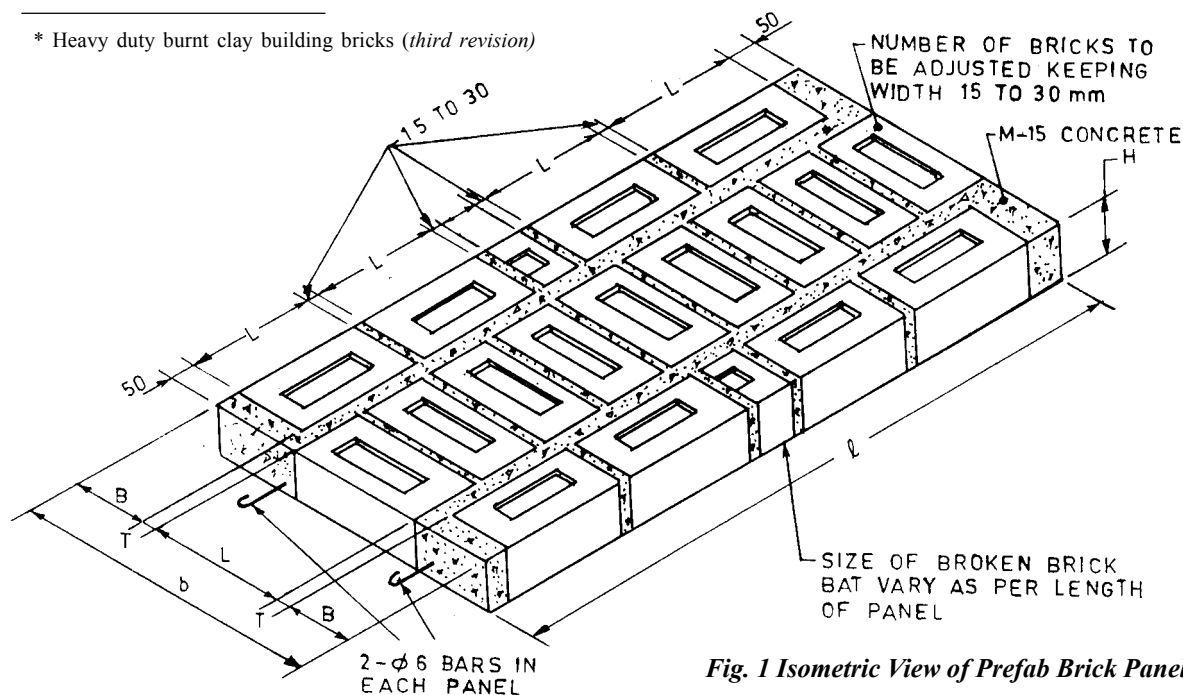 * Heavy duty burnt clay building bricks (third revision)
50
NUMBER OF BRICKS TO
BE ADJUSTED KEEPING
WIDTH 15 TO 30 mm
M-15 CONCRETE
H
L
15 TO 30
L
L
L
50
B
T
L
b
T
B
ℓ
SIZE OF BROKEN BRICK
BAT VARY AS PER LENGTH
OF PANEL
2-ϕ6 BARS IN
EACH PANEL
Fig. 1 Isometric View of Prefab Brick Panel